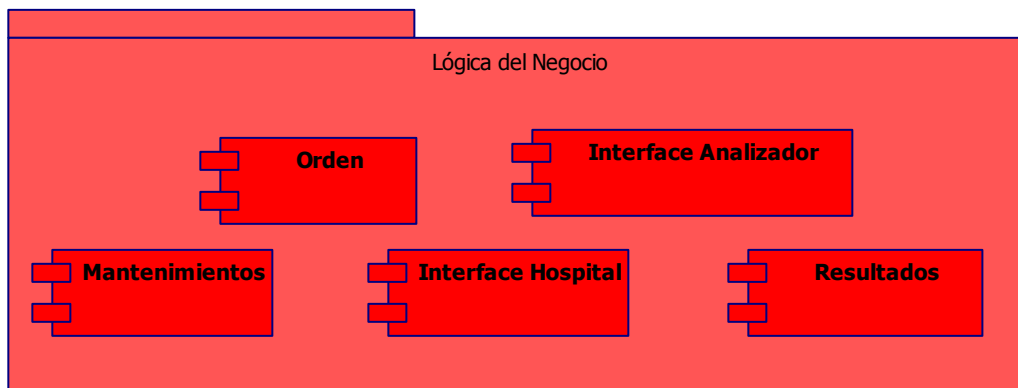 Lógica del Negocio
Orden
Interface Analizador
Mantenimientos
Interface Hospital
Resultados